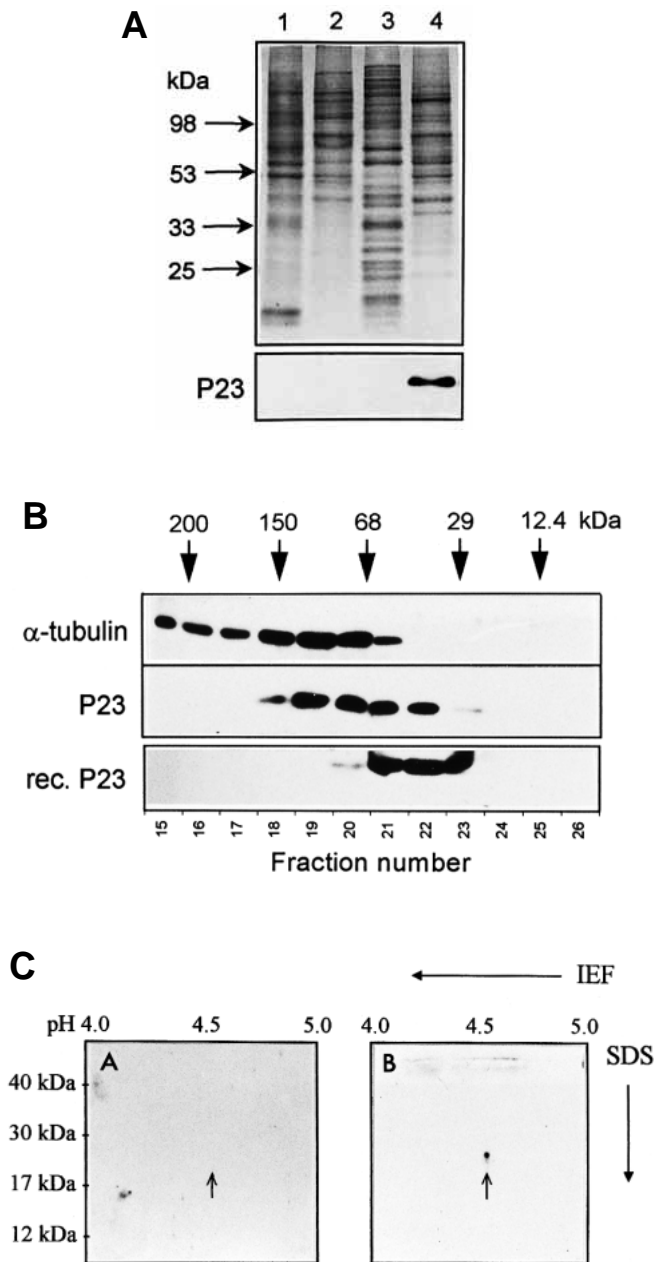 A
1 2 3 4
kDa
98
53
33
25
P23
B
200 150 68 29 12.4 kDa
α-tubulin
P23
rec. P23
15 16 17 18 19 20 21 22 23 24 25 26
Fraction number
C
IEF
pH 4.0 4.5 5.0 4.0 4.5 5.0
A B SDS
40 kDa
30 kDa
17 kDa
12 kDa